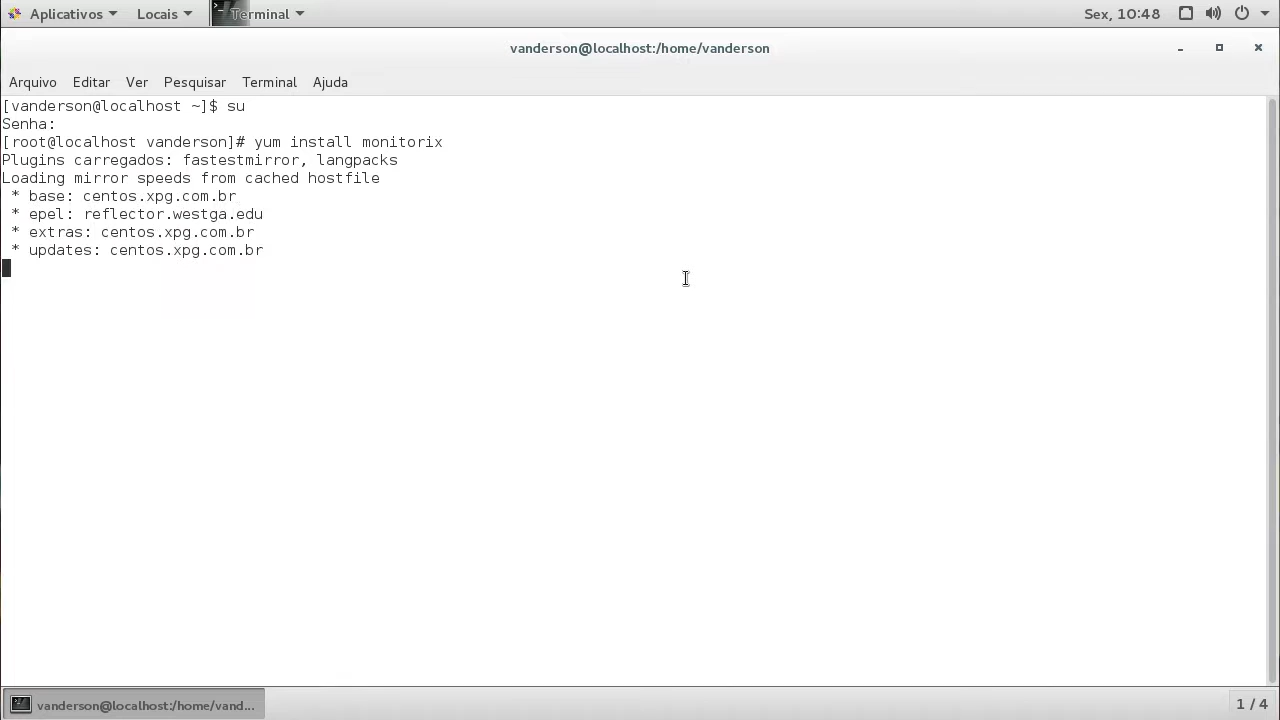 Aplicativos Locais Terminal Sex, 10:48
vanderson@localhost:/home/vanderson
Arquivo Editar Ver Pesquisar Terminal Ajuda
[vanderson@localhost ~]$ su
Senha:
[root@localhost vanderson]# yum install monitorix
Plugins carregados: fastestmirror, langpacks
Loading mirror speeds from cached hostfile
* base: centos.xpg.com.br
* epel: reflector.westga.edu
* extras: centos.xpg.com.br
* updates: centos.xpg.com.br
vanderson@localhost:/home/vand... 1 / 4